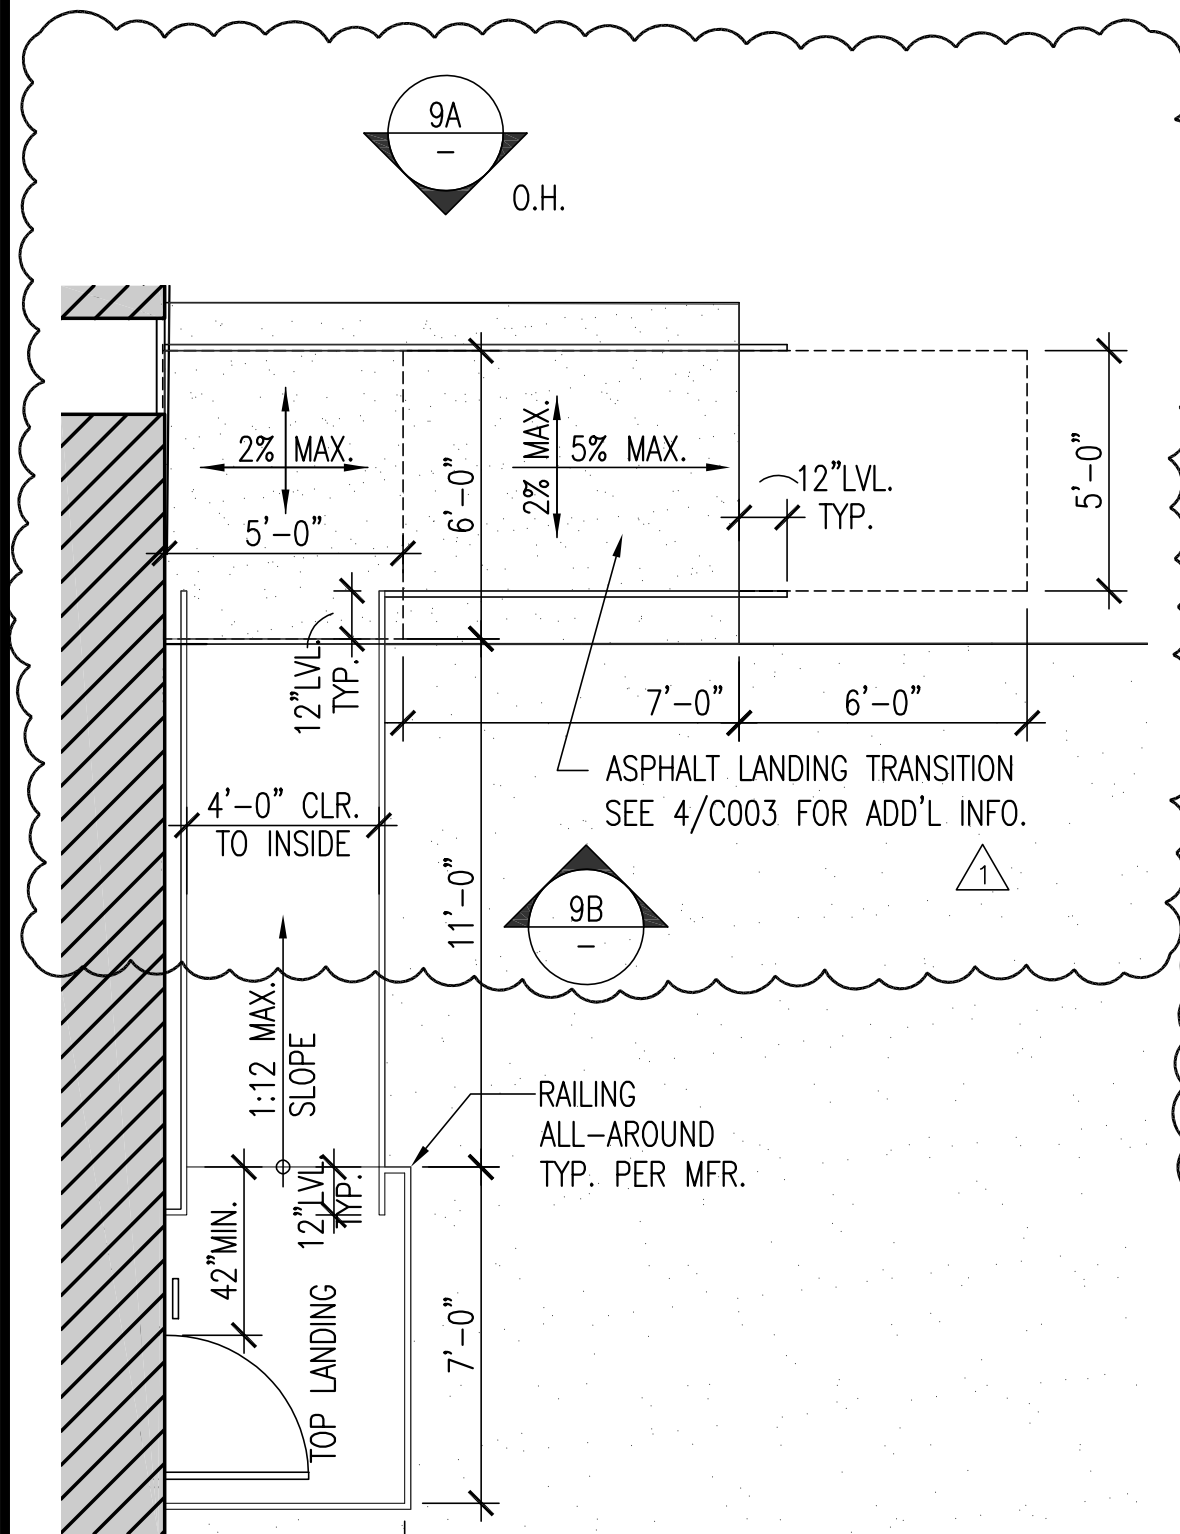 9A
–
O.H.
2% MAX.
2% MAX.
5% MAX.
12"LVL.
TYP.
5'-0"
6'-0"
5'-0"
12"LVL.
TYP.
7'-0"
6'-0"
ASPHALT LANDING TRANSITION
SEE 4/C003 FOR ADD'L INFO.
1
4'-0" CLR.
TO INSIDE
11'-0"
9B
–
1:12 MAX.
SLOPE
RAILING
ALL-AROUND
TYP. PER MFR.
12"LVL.
TYP.
42"MIN.
TOP LANDING
7'-0"